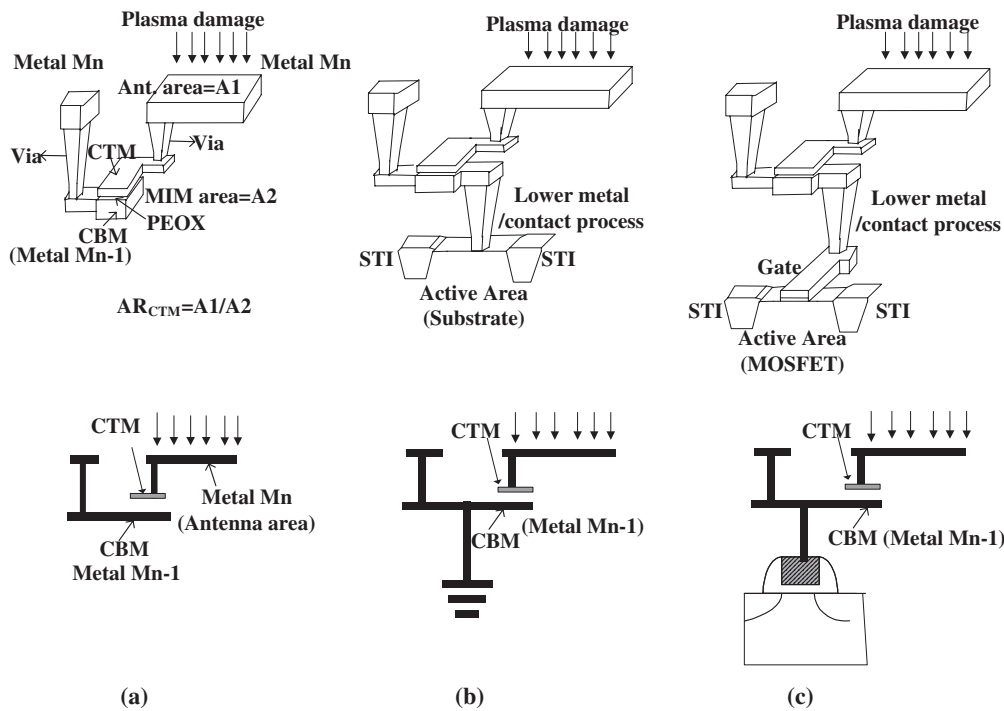 Plasma damage
Metal Mn
Metal Mn
Ant. area=A1
Via
CTM
Via
MIM area=A2
PEOX
CBM
(Metal Mn-1)
AR_CTM=A1/A2
Plasma damage
Lower metal
/contact process
STI
STI
Active Area
(Substrate)
Plasma damage
Lower metal
/contact process
Gate
STI
STI
Active Area
(MOSFET)
CTM
Metal Mn
(Antenna area)
CBM
Metal Mn-1
CTM
CBM
(Metal Mn-1)
CTM
CBM (Metal Mn-1)
(a)
(b)
(c)